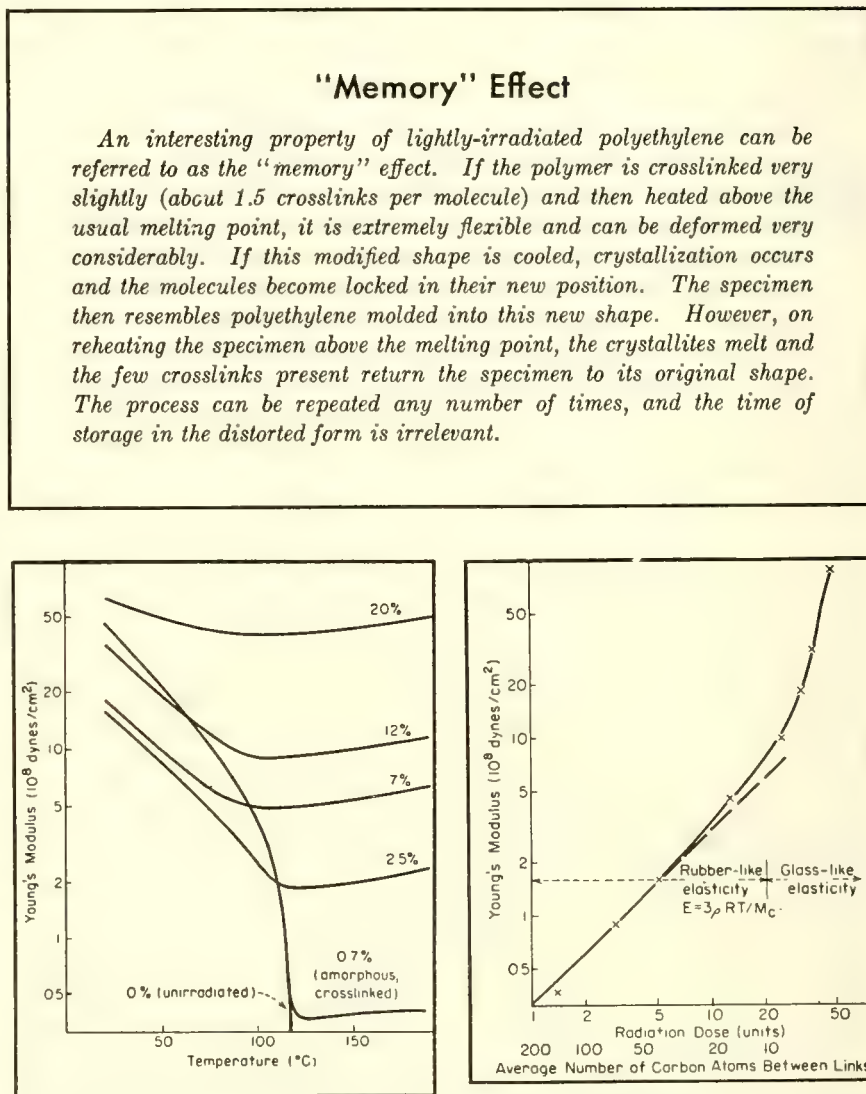 "Memory" Effect
An interesting property of lightly-irradiated polyethylene can be
referred to as the "memory" effect. If the polymer is crosslinked very
slightly (about 1.5 crosslinks per molecule) and then heated above the
usual melting point, it is extremely flexible and can be deformed very
considerably. If this modified shape is cooled, crystallization occurs
and the molecules become locked in their new position. The specimen
then resembles polyethylene molded into this new shape. However, on
reheating the specimen above the melting point, the crystallites melt and
the few crosslinks present return the specimen to its original shape.
The process can be repeated any number of times, and the time of
storage in the distorted form is irrelevant.
Young's Modulus (10⁸ dynes/cm²)
50
20
10
5
2
1
05
20%
12%
7%
25%
07%
(amorphous,
crosslinked)
0% (unirradiated)
50
100
150
Temperature (°C)
Young's Modulus (10⁸ dynes/cm²)
50
20
10
5
2
1
05
Rubber-like
elasticity
E=3ρRT/Mc
Glass-like
elasticity
1 2 5 10 20 50
Radiation Dose (units)
200 100 50 20 10
Average Number of Carbon Atoms Between Links